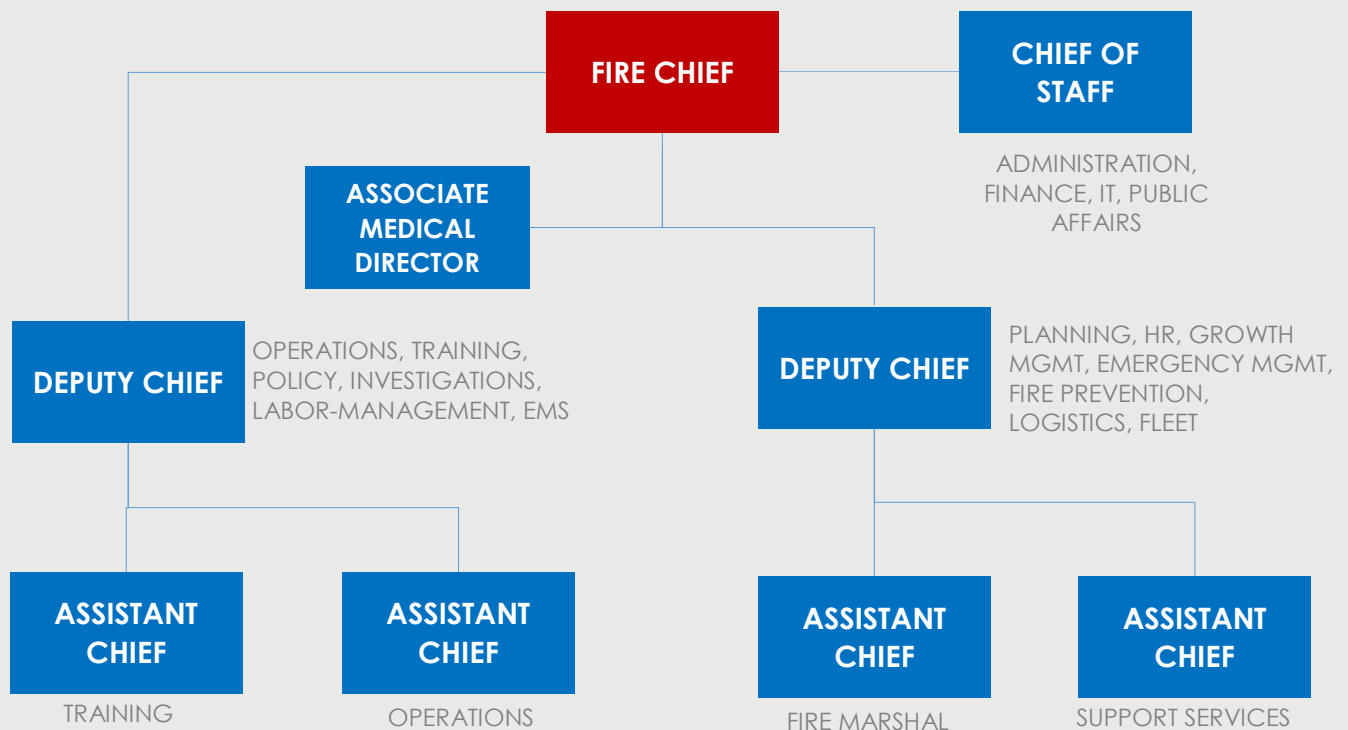 FIRE CHIEF
CHIEF OF
STAFF
ADMINISTRATION,
FINANCE, IT, PUBLIC
AFFAIRS
ASSOCIATE
MEDICAL
DIRECTOR
DEPUTY CHIEF
OPERATIONS, TRAINING,
POLICY, INVESTIGATIONS,
LABOR-MANAGEMENT, EMS
DEPUTY CHIEF
PLANNING, HR, GROWTH
MGMT, EMERGENCY MGMT,
FIRE PREVENTION,
LOGISTICS, FLEET
ASSISTANT
CHIEF
TRAINING
ASSISTANT
CHIEF
OPERATIONS
ASSISTANT
CHIEF
FIRE MARSHAL
ASSISTANT
CHIEF
SUPPORT SERVICES